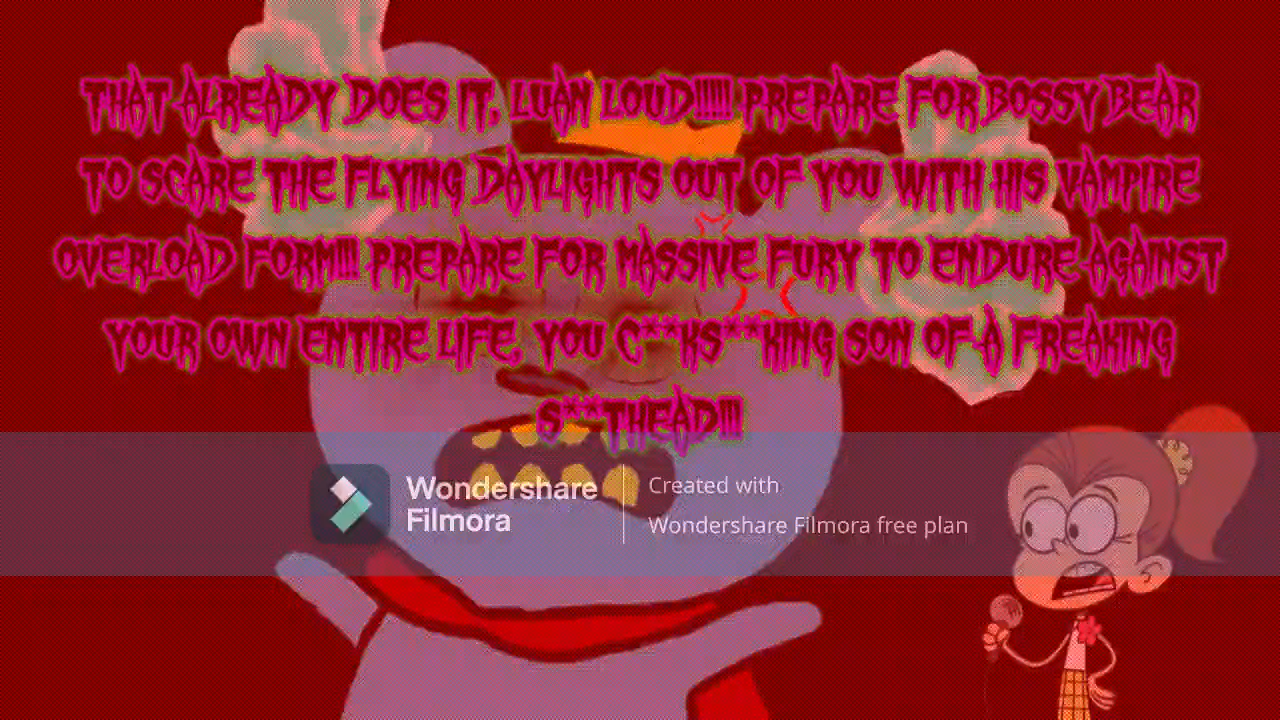 THAT ALREADY DOES IT, LUAN LOUD!!!!! PREPARE FOR BOSSY BEAR
TO SCARE THE FLYING DAYLIGHTS OUT OF YOU WITH HIS VAMPIRE
OVERLOAD FORM!!! PREPARE FOR MASSIVE FURY TO ENDURE AGAINST
YOUR OWN ENTIRE LIFE, YOU C**KS**KING SON OF A FREAKING
S**THEAD!!!
Wondershare
Filmora
Created with
Wondershare Filmora free plan